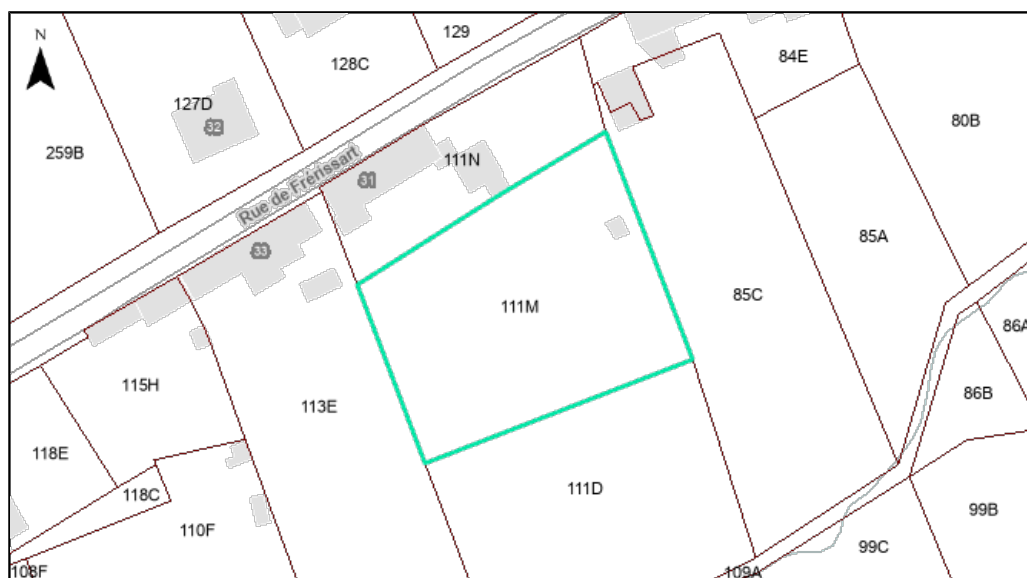 N
129
128C
84E
127D
32
80B
259B
Rue de Frérissart
111N
31
85A
33
85C
111M
86A
115H
86B
113E
118E
118C
111D
99B
110F
99C
108F
109A